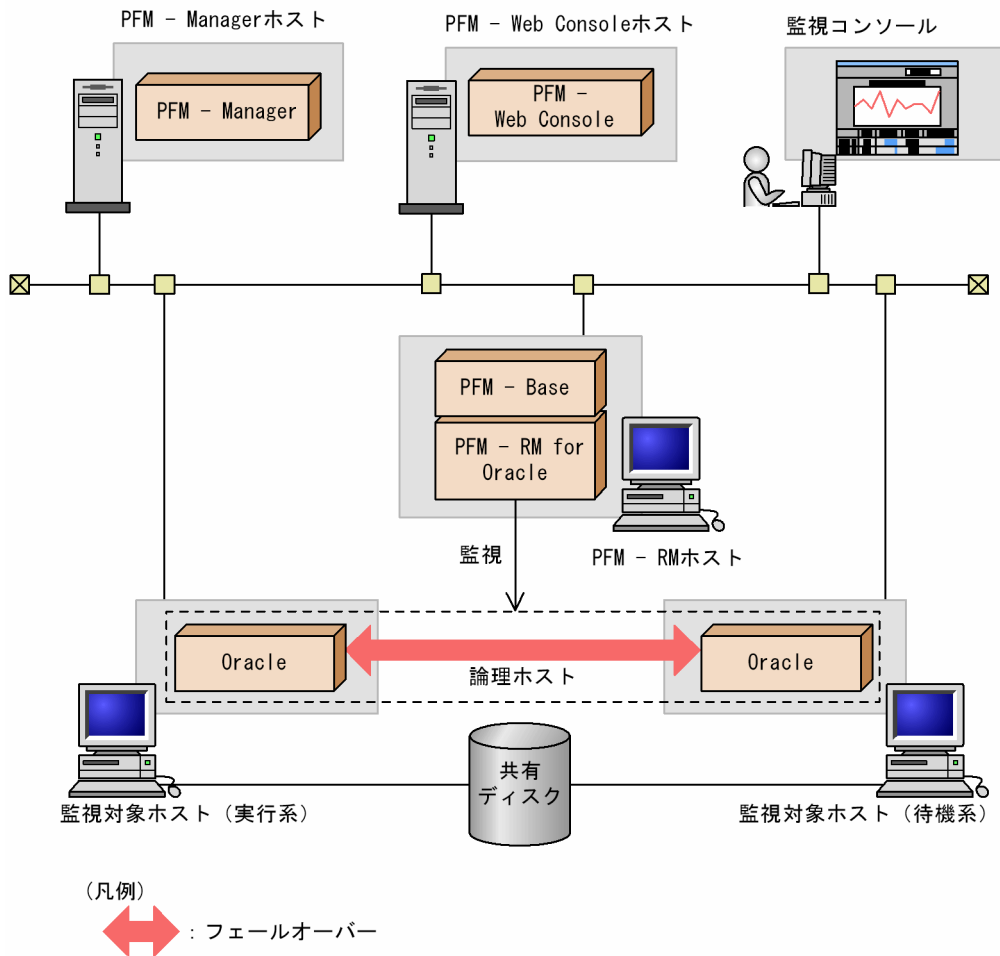 PFM - Managerホスト
PFM - Web Consoleホスト
監視コンソール
PFM - Manager
PFM -
Web Console
PFM - Base
PFM - RM for
Oracle
監視
PFM - RMホスト
Oracle
Oracle
論理ホスト
共有
ディスク
監視対象ホスト(実行系)
監視対象ホスト(待機系)
(凡例)
: フェールオーバー